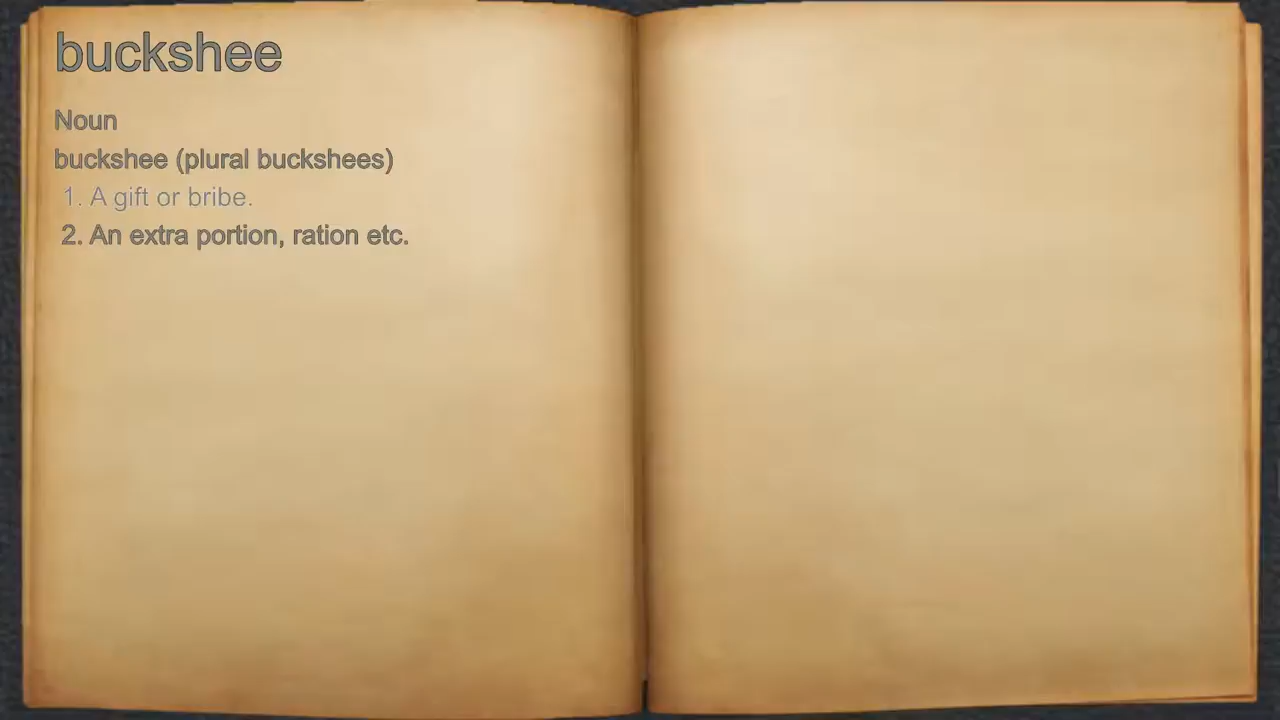 buckshee
Noun
buckshee (plural buckshees)
1. A gift or bribe.
2. An extra portion, ration etc.